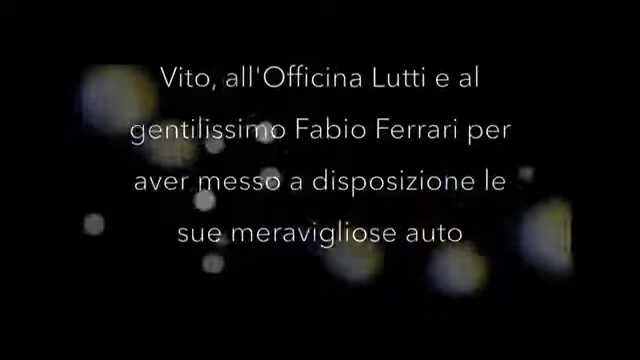 Vito, all'Officina Lutti e al
gentilissimo Fabio Ferrari per
aver messo a disposizione le
sue meravigliose auto